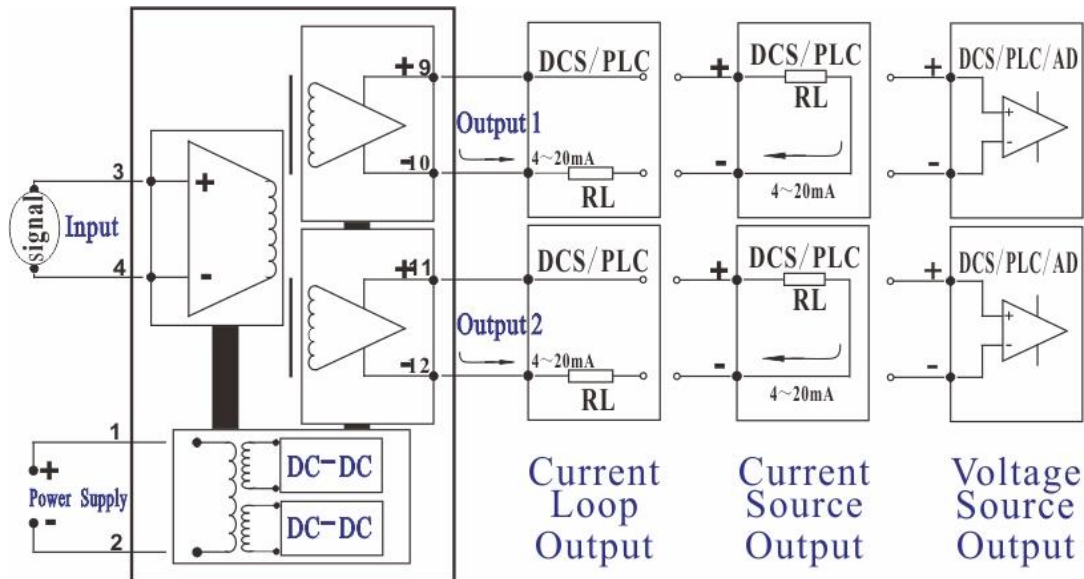 3
4
signal
Input
1
+
Power Supply
-
2
+
-
+
9
-
10
+
11
-
12
DC-DC
DC-DC
Output 1
Output 2
DCS/PLC
4~20mA
RL
DCS/PLC
4~20mA
RL
Current
Loop
Output
+
-
DCS/PLC
RL
4~20mA
+
-
DCS/PLC
RL
4~20mA
Current
Source
Output
+
-
DCS/PLC/AD
+
-
+
-
DCS/PLC/AD
+
-
Voltage
Source
Output